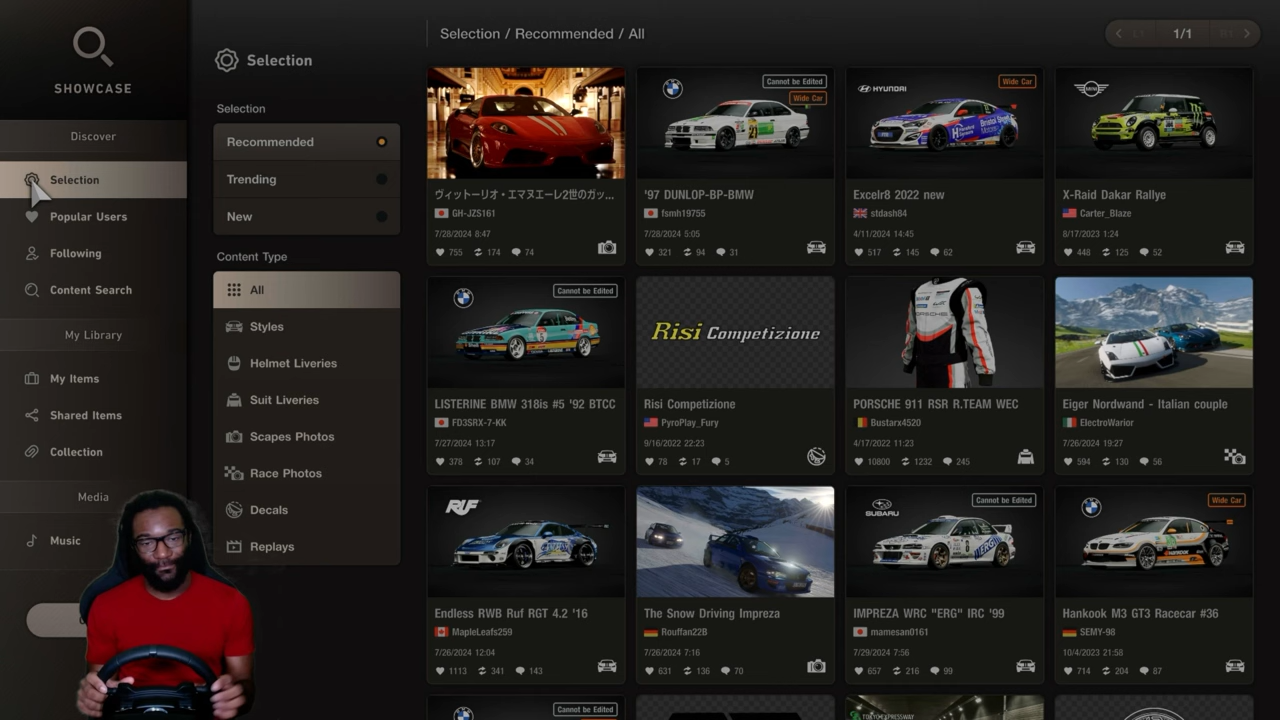 SHOWCASE
Discover
Selection
Popular Users
Following
Content Search
My Library
My Items
Shared Items
Collection
Media
Music
Selection
Selection
Recommended
Trending
New
Content Type
All
Styles
Helmet Liveries
Suit Liveries
Scapes Photos
Race Photos
Decals
Replays
Selection / Recommended / All
L1 1/1 R1
ヴィットーリオ・エマヌエーレ2世のガッ...
GH-JZS161
7/28/2024 8:47
755 174 74
Cannot be Edited
Wide Car
'97 DUNLOP-BP-BMW
fsmh19755
7/28/2024 5:05
321 94 31
HYUNDAI
Wide Car
Excelr8 2022 new
stdash84
4/11/2024 14:45
517 145 62
MINI
X-Raid Dakar Rallye
Carter_Blaze
8/17/2023 1:24
448 125 52
Cannot be Edited
LISTERINE BMW 318is #5 '92 BTCC
FD3SRX-7-KK
7/27/2024 13:17
378 107 34
Risi Competizione
Risi Competizione
PyroPlay_Fury
9/16/2022 22:23
78 17 5
PORSCHE 911 RSR R.TEAM WEC
Bustarx4520
4/17/2022 11:23
10800 1232 245
Eiger Nordwand - Italian couple
ElectroWarior
7/26/2024 19:27
594 130 56
RUF
Endless RWB Ruf RGT 4.2 '16
MapleLeafs259
7/26/2024 12:04
1113 341 143
The Snow Driving Impreza
Rouffan22B
7/26/2024 7:16
631 136 70
SUBARU
Cannot be Edited
IMPREZA WRC "ERG" IRC '99
mamesan0161
7/29/2024 7:56
657 216 99
Wide Car
Hankook M3 GT3 Racecar #36
SEMY-98
10/4/2023 21:58
714 204 87
Cannot be Edited